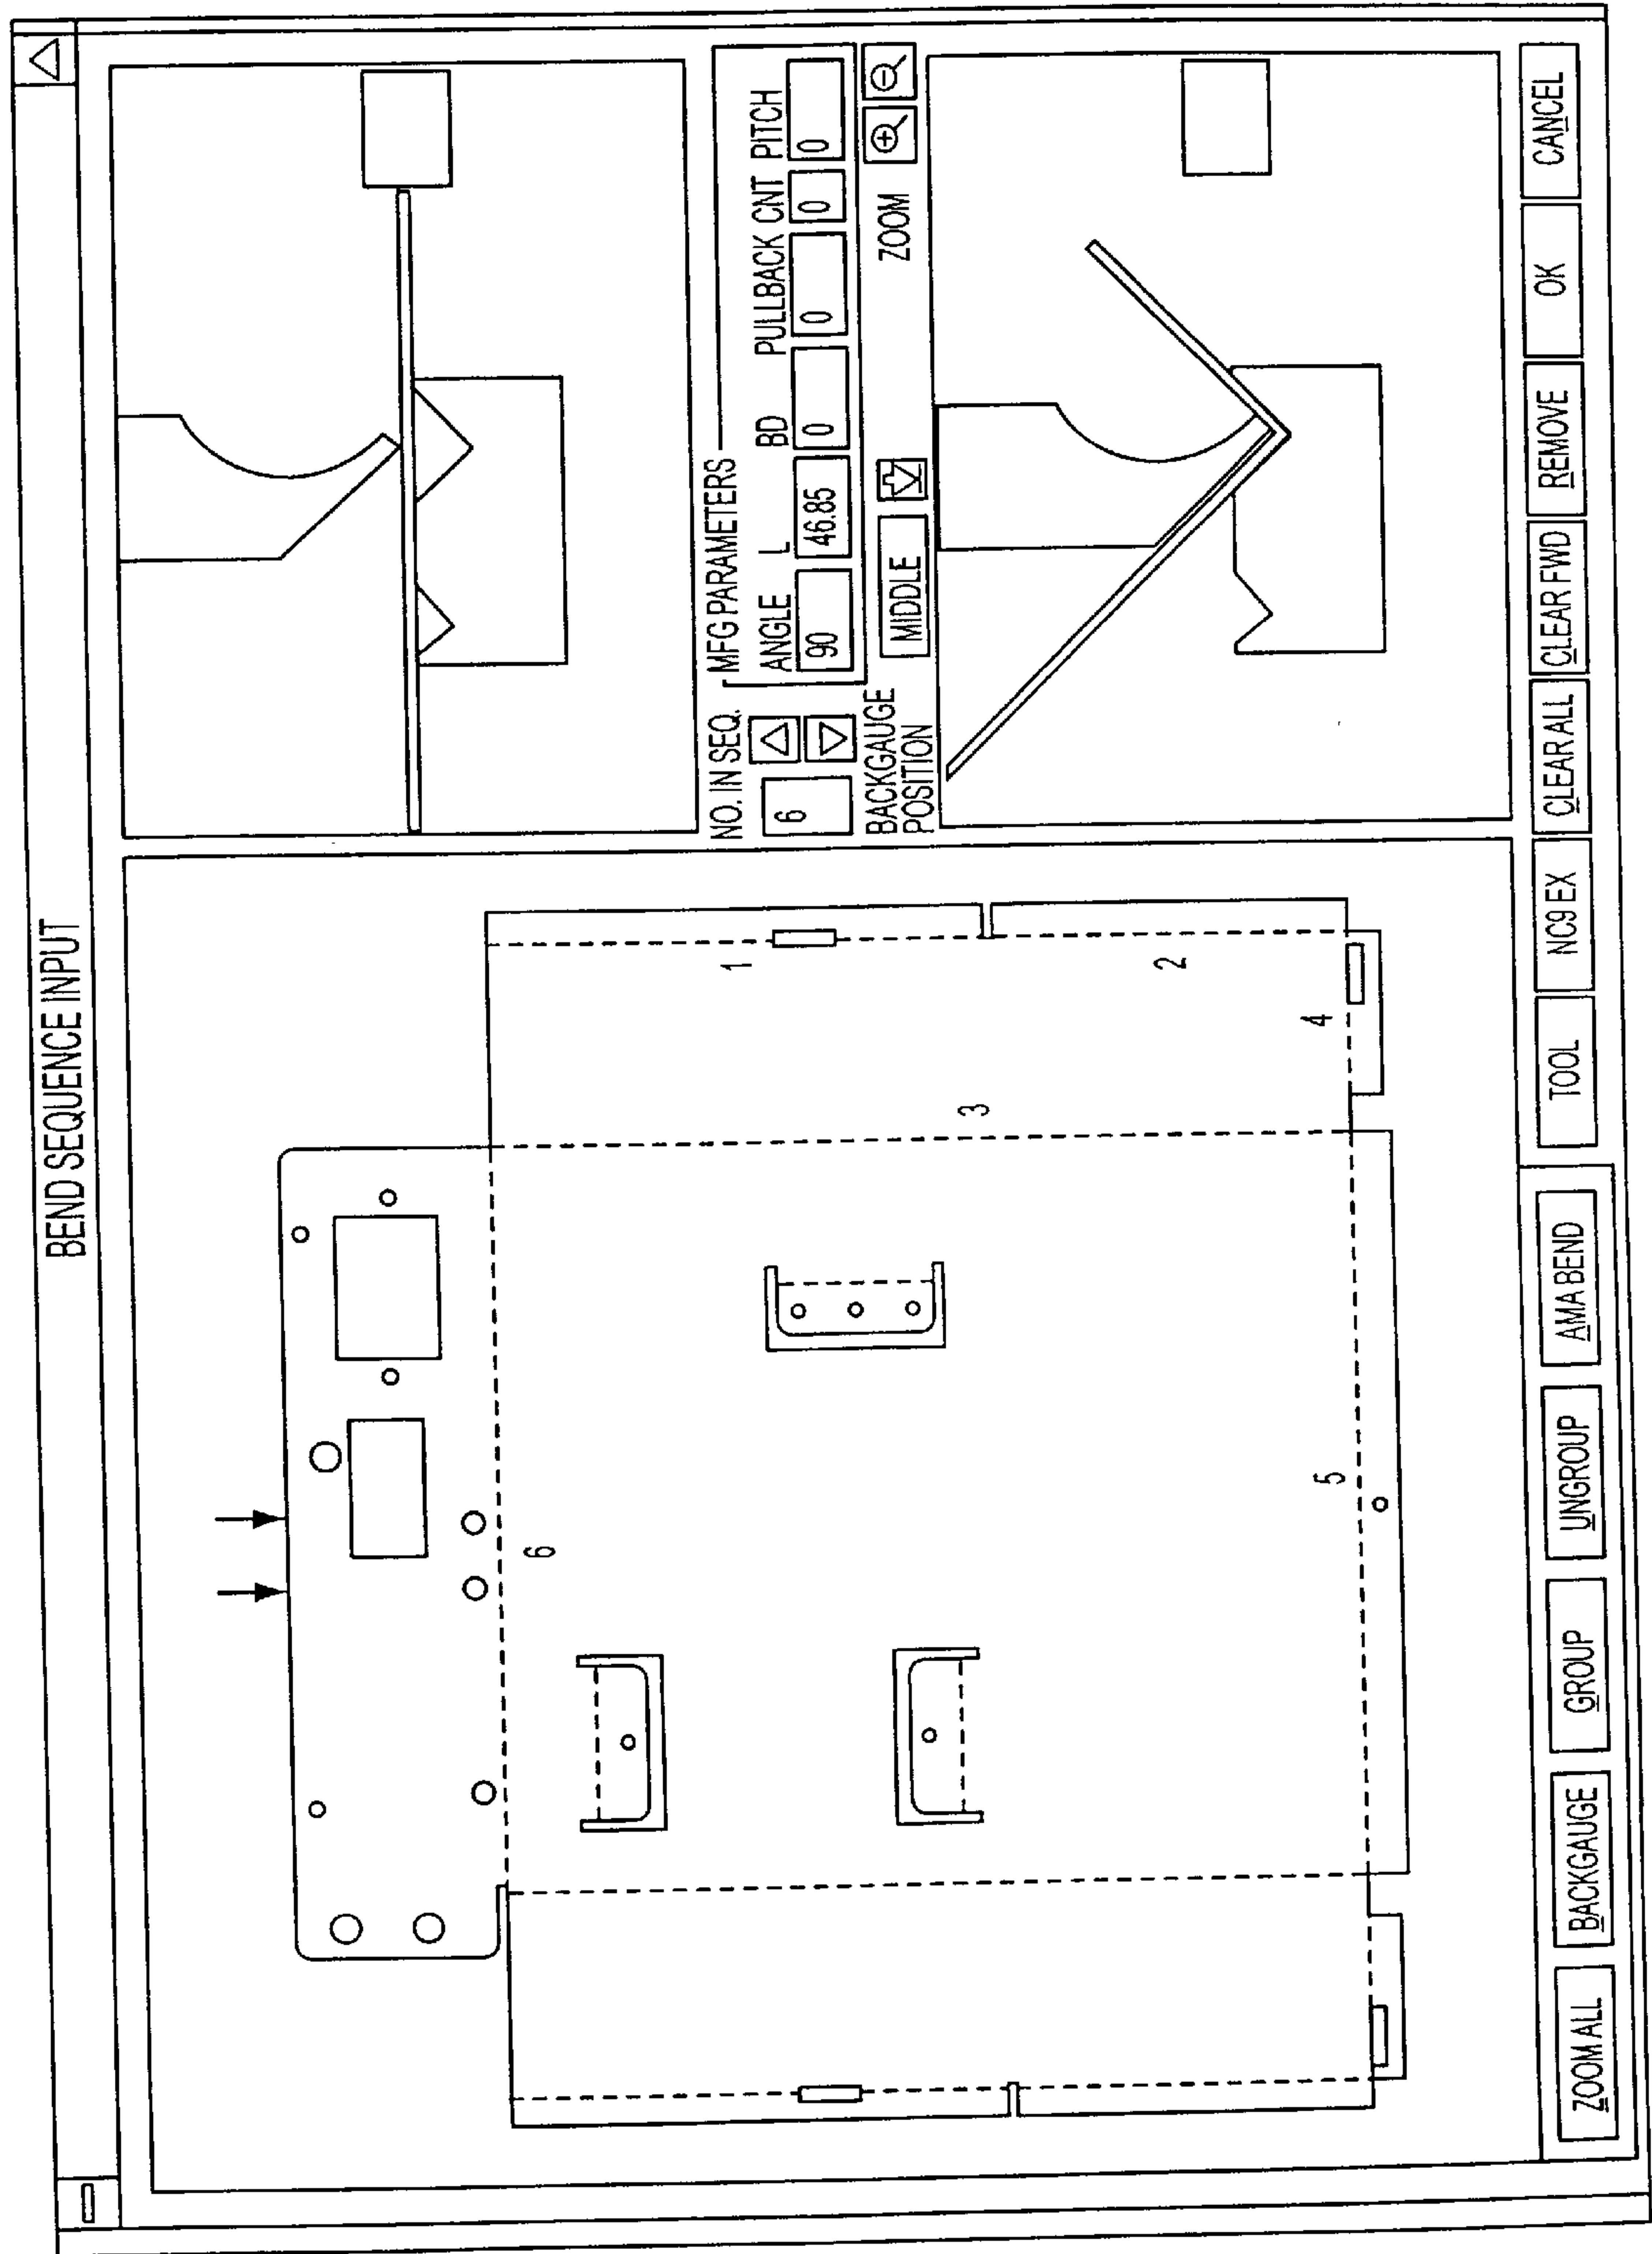 BEND SEQUENCE INPUT
6
1
2
3
4
5
NO. IN SEQ.
6
MFG PARAMETERS
ANGLE L BD PULLBACK CNT PITCH
90 46.85 0 0 0 0
BACKGAUGE
POSITION
MIDDLE
ZOOM
ZOOM ALL BACKGAUGE GROUP UNGROUP AMA BEND TOOL NC9 EX CLEAR ALL CLEAR FWD REMOVE OK CANCEL